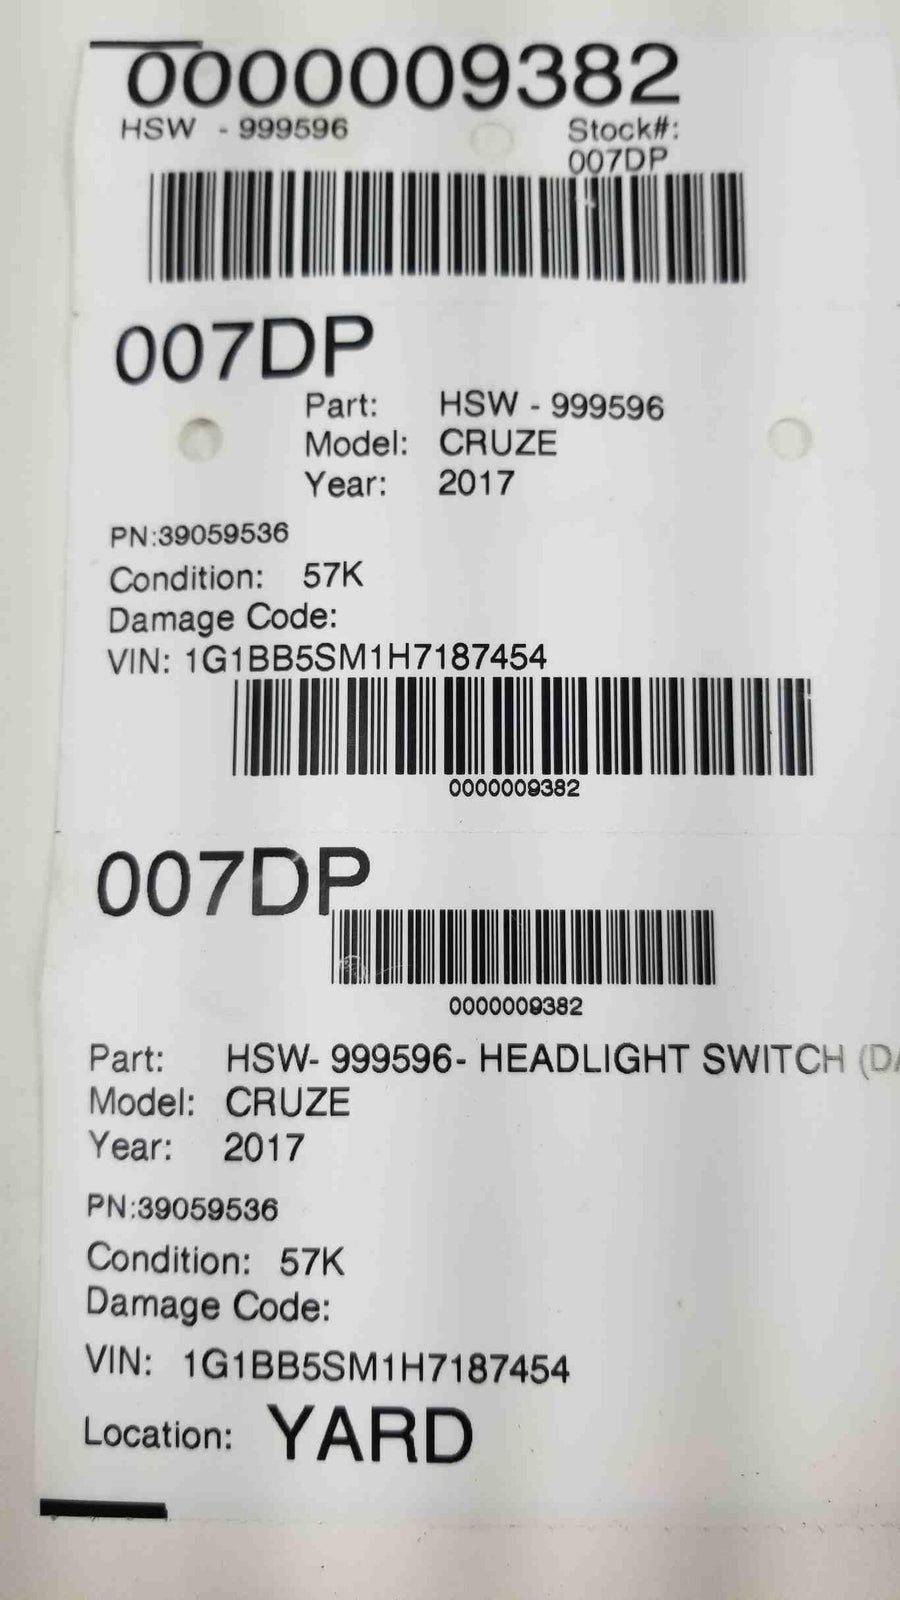 0000009382
HSW - 999596
Stock#:
007DP
007DP
Part: HSW - 999596
Model: CRUZE
Year: 2017
PN:39059536
Condition: 57K
Damage Code:
VIN: 1G1BB5SM1H7187454
0000009382
007DP
0000009382
Part: HSW- 999596- HEADLIGHT SWITCH
Model: CRUZE
Year: 2017
PN:39059536
Condition: 57K
Damage Code:
VIN: 1G1BB5SM1H7187454
Location: YARD